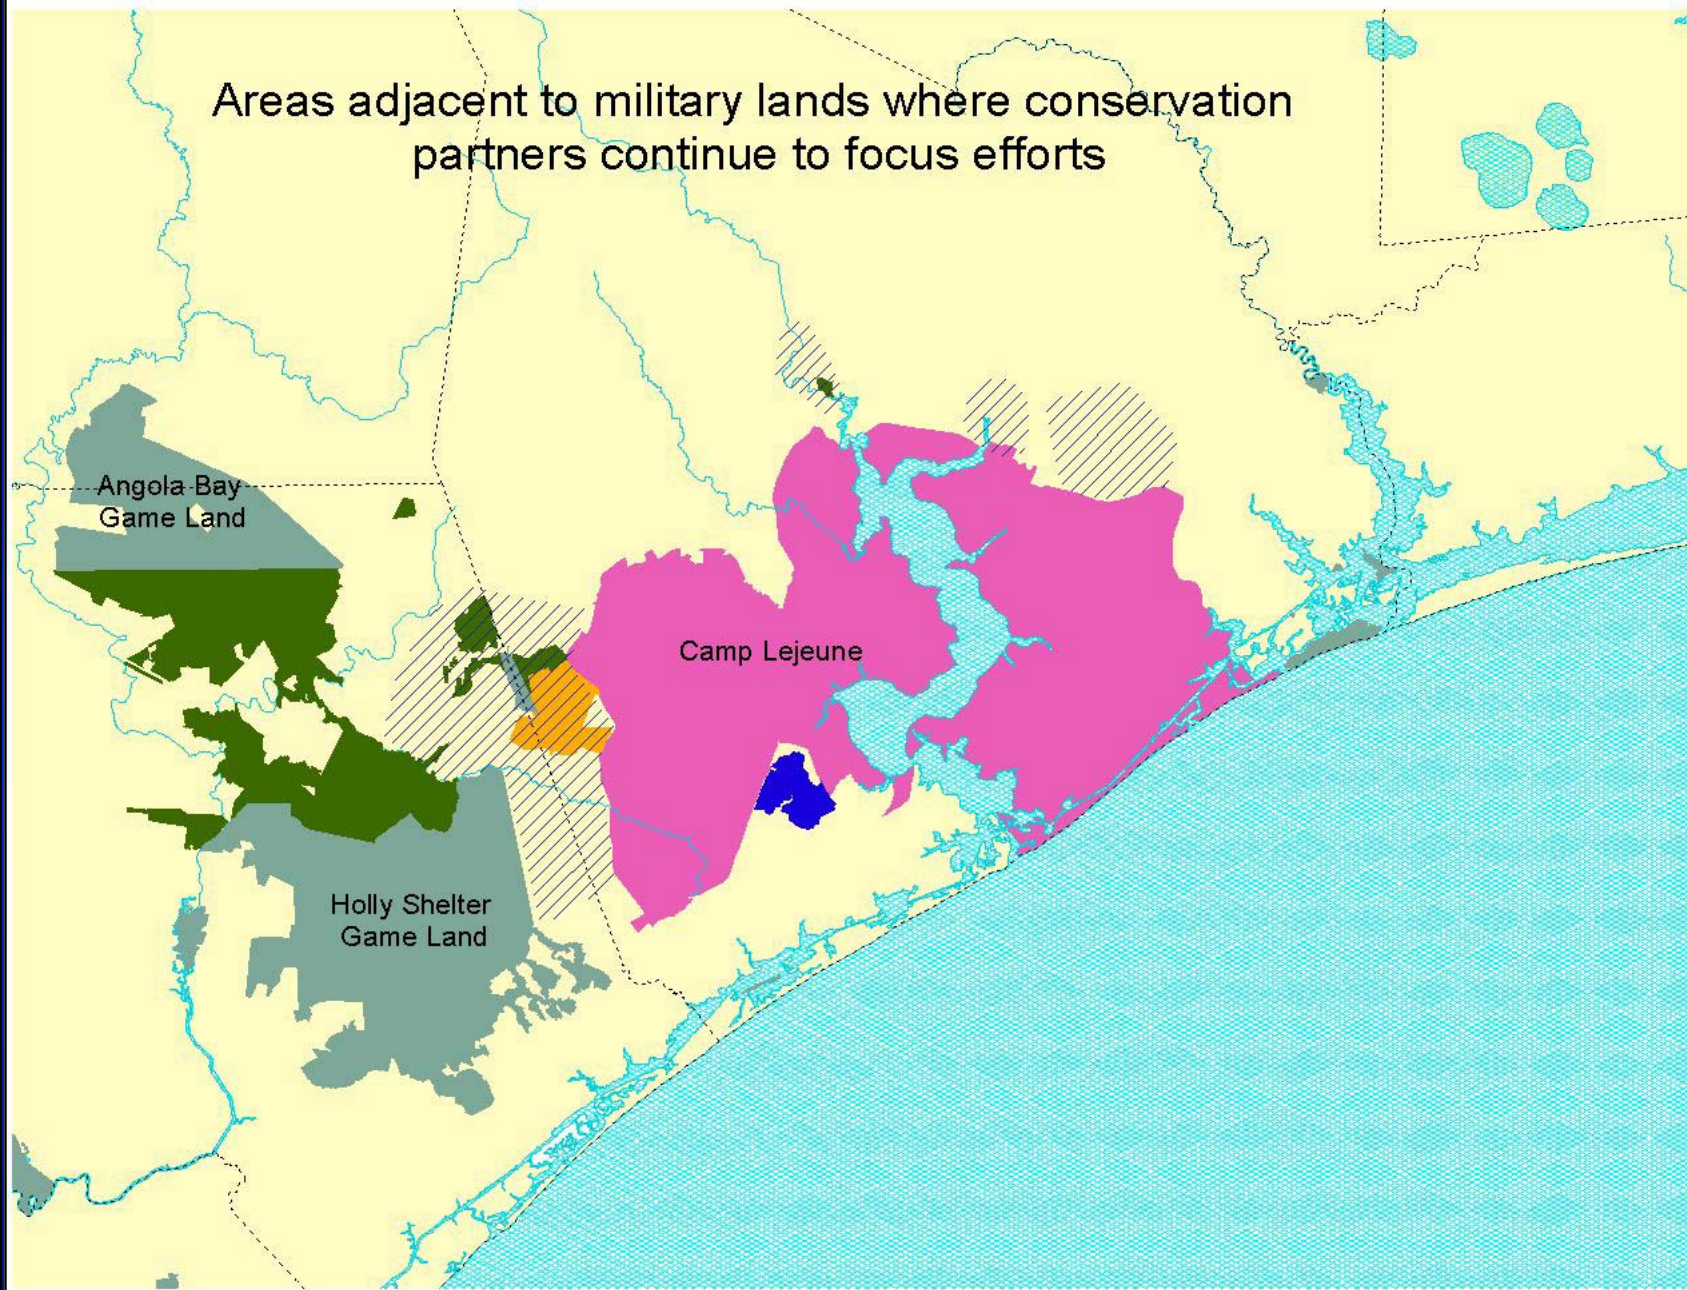 Areas adjacent to military lands where conservation
partners continue to focus efforts
Angola Bay
Game Land
Camp Lejeune
Holly Shelter
Game Land